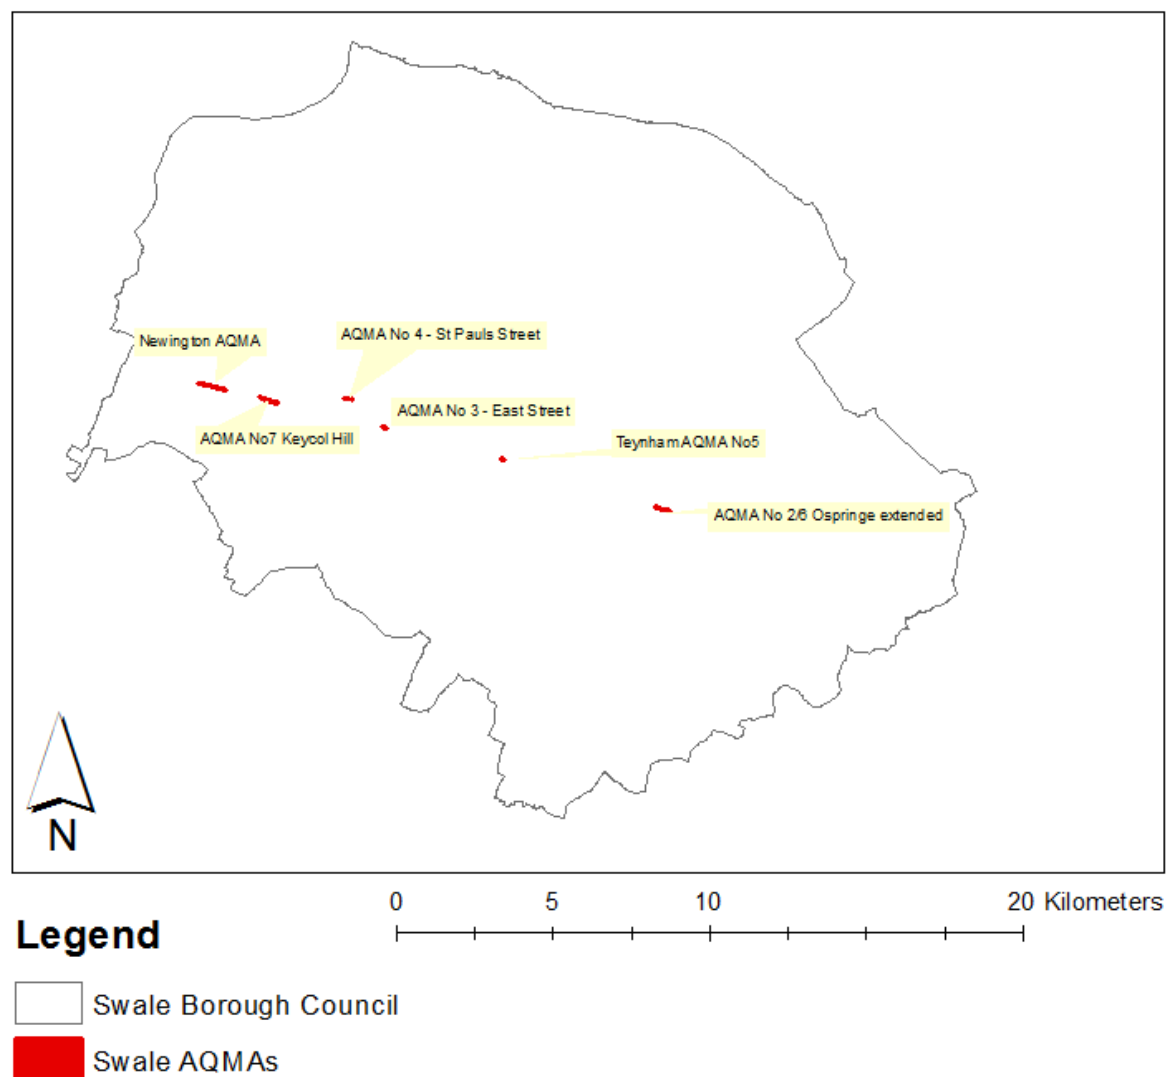 AQMA No 4 - St Pauls Street
Newington AQMA
AQMA No 3 - East Street
AQMA No7 Keycol Hill
Teynham AQMA No5
AQMA No 2/6 Ospringe extended
N
0 5 10 20 Kilometers
Legend
Swale Borough Council
Swale AQMAs